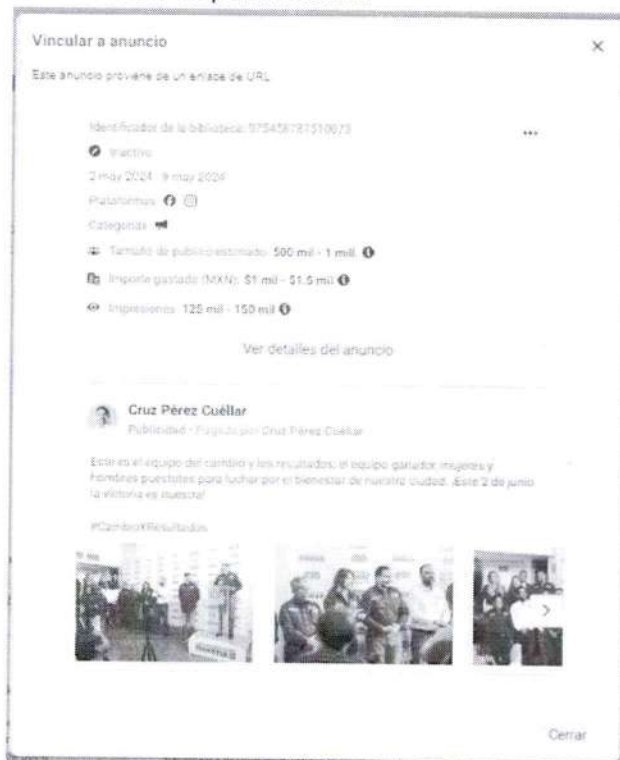 Vincular a anuncio
Este anuncio proviene de un enlace de URL
Identificador de la biblioteca:
Inactivo
2 may 2024 - 9 may 2024
Plataformas
Categorías
Tamaño de público estimado: 500 mil - 1 mill.
Importe gastado (MXN): $1 mil - $1.5 mil
Impresiones: 125 mil - 150 mil
Ver detalles del anuncio
Cruz Pérez Cuéllar
Publicidad • Pagado por Cruz Pérez Cuéllar
Este es el equipo del cambio y los resultados; el equipo ganador, mujeres y
hombres puestotes para luchar por el bienestar de nuestra ciudad. ¡Este 2 de junio
la victoria es nuestra!
#CambioYResultados
morena
Cerrar